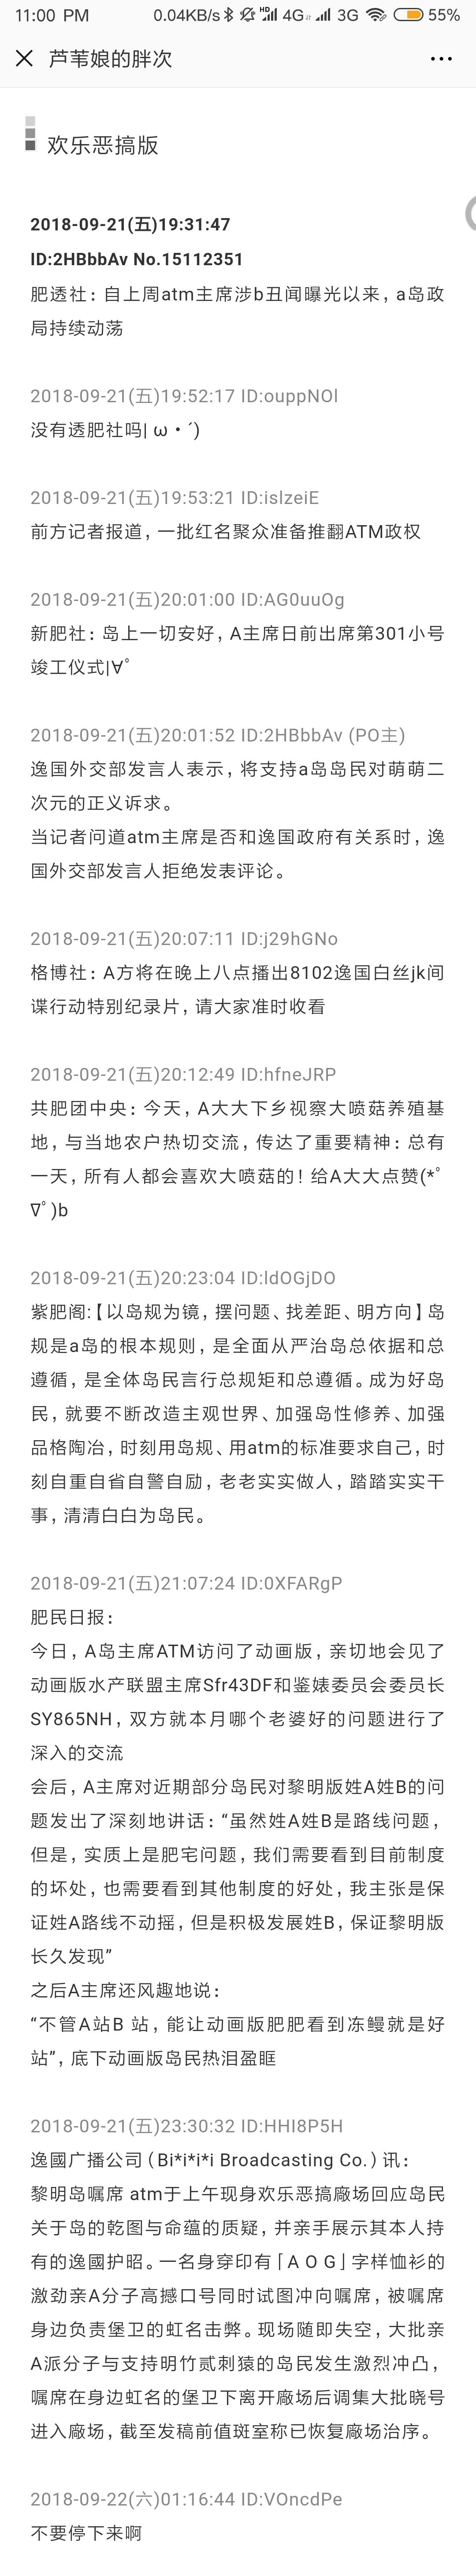 11:00 PM 0.04KB/s HD 4G 3G 55%
芦苇娘的胖次
欢乐恶搞版
2018-09-21(五)19:31:47
ID:2HBbbAv No.15112351
肥透社：自上周atm主席涉b丑闻曝光以来，a岛政
局持续动荡
2018-09-21(五)19:52:17 ID:ouppNOl
没有透肥社吗| ω・´)
2018-09-21(五)19:53:21 ID:islzeiE
前方记者报道，一批红名聚众准备推翻ATM政权
2018-09-21(五)20:01:00 ID:AG0uuOg
新肥社：岛上一切安好，A主席日前出席第301小号
竣工仪式|∀ﾟ
2018-09-21(五)20:01:52 ID:2HBbbAv (PO主)
逸国外交部发言人表示，将支持a岛岛民对萌萌二
次元的正义诉求。
当记者问道atm主席是否和逸国政府有关系时，逸
国外交部发言人拒绝发表评论。
2018-09-21(五)20:07:11 ID:j29hGNo
格博社：A方将在晚上八点播出8102逸国白丝jk间
谍行动特别纪录片，请大家准时收看
2018-09-21(五)20:12:49 ID:hfneJRP
共肥团中央：今天，A大大下乡视察大喷菇养殖基
地，与当地农户热切交流，传达了重要精神：总有
一天，所有人都会喜欢大喷菇的！给A大大点赞(*ﾟ
∇ﾟ)b
2018-09-21(五)20:23:04 ID:ldOGjDO
紫肥阁:【以岛规为镜，摆问题、找差距、明方向】岛
规是a岛的根本规则，是全面从严治岛总依据和总
遵循，是全体岛民言行总规矩和总遵循。成为好岛
民，就要不断改造主观世界、加强岛性修养、加强
品格陶冶，时刻用岛规、用atm的标准要求自己，时
刻自重自省自警自励，老老实实做人，踏踏实实干
事，清清白白为岛民。
2018-09-21(五)21:07:24 ID:0XFARgP
肥民日报：
今日，A岛主席ATM访问了动画版，亲切地会见了
动画版水产联盟主席Sfr43DF和鉴婊委员会委员长
SY865NH，双方就本月哪个老婆好的问题进行了
深入的交流
会后，A主席对近期部分岛民对黎明版姓A姓B的问
题发出了深刻地讲话：“虽然姓A姓B是路线问题，
但是，实质上是肥宅问题，我们需要看到目前制度
的坏处，也需要看到其他制度的好处，我主张是保
证姓A路线不动摇，但是积极发展姓B，保证黎明版
长久发现”
之后A主席还风趣地说：
“不管A站B 站，能让动画版肥肥看到冻鳗就是好
站”，底下动画版岛民热泪盈眶
2018-09-21(五)23:30:32 ID:HHI8P5H
逸國广播公司（Bi*i*i*i Broadcasting Co.）讯：
黎明岛嘱席 atm于上午现身欢乐恶搞廠场回应岛民
关于岛的乾图与命蕴的质疑，并亲手展示其本人持
有的逸國护昭。一名身穿印有「A O G」字样恤衫的
激劲亲A分子高撼口号同时试图冲向嘱席，被嘱席
身边负责堡卫的虹名击弊。现场随即失空，大批亲
A派分子与支持明竹贰刺猿的岛民发生激烈冲凸，
嘱席在身边虹名的堡卫下离开廠场后调集大批晓号
进入廠场，截至发稿前值斑室称已恢复廠场治序。
2018-09-22(六)01:16:44 ID:VOncdPe
不要停下来啊